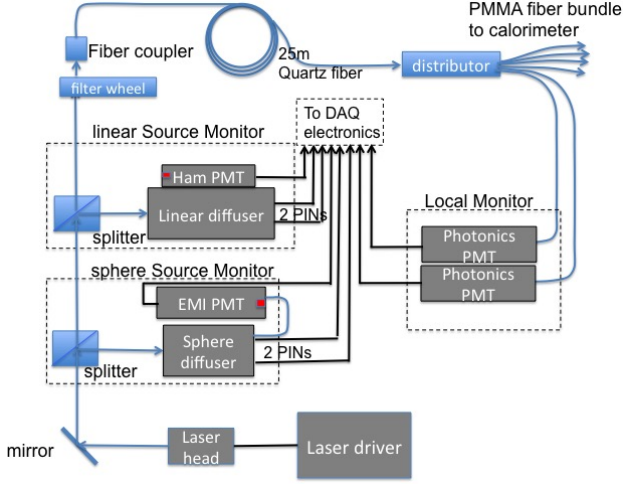 PMMA fiber bundle
to calorimeter
Fiber coupler
25m
Quartz fiber
distributor
filter wheel
To DAQ
electronics
linear Source Monitor
Ham PMT
Linear diffuser
2 PINs
splitter
Local Monitor
Photonics
PMT
Photonics
PMT
sphere Source Monitor
EMI PMT
Sphere
diffuser
2 PINs
splitter
mirror
Laser
head
Laser driver